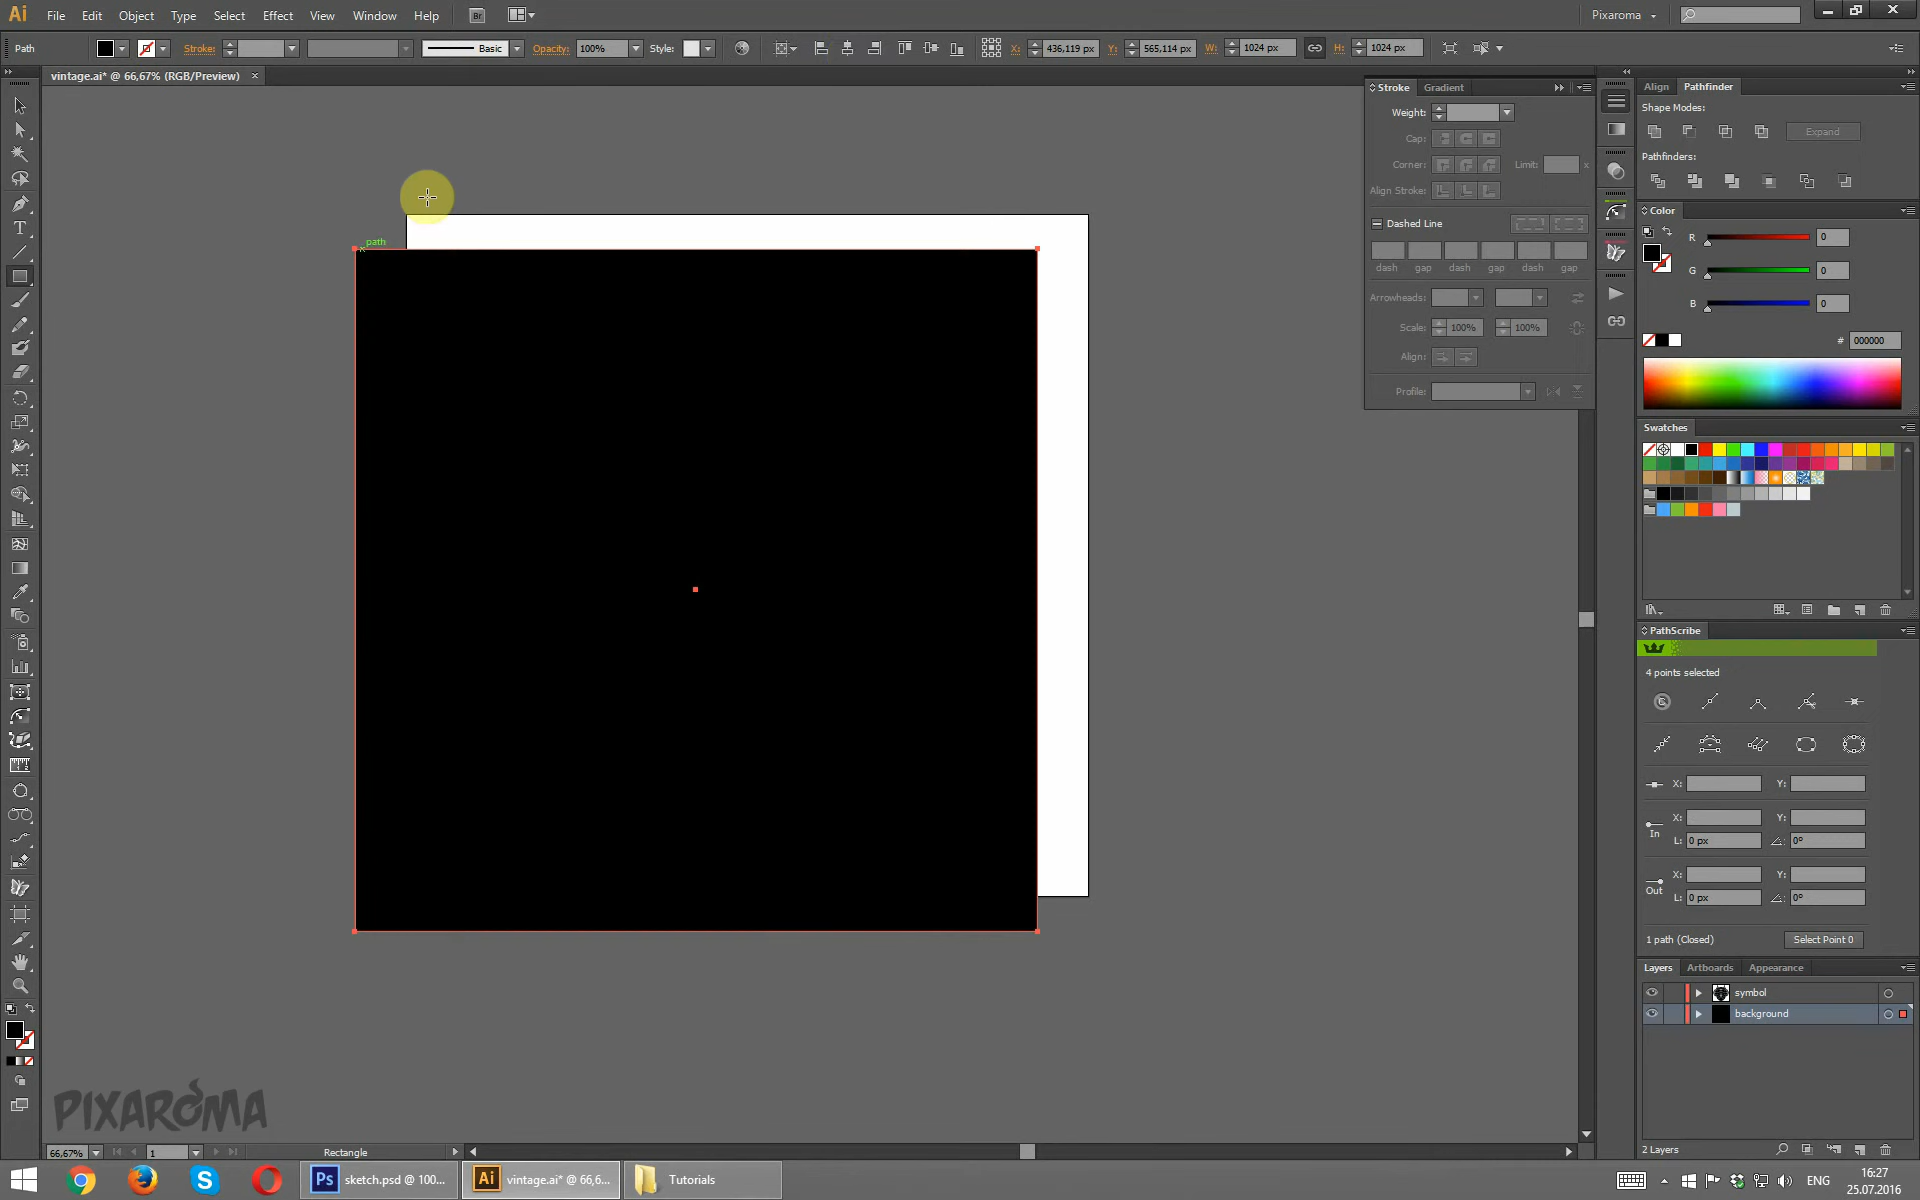 Ai File Edit Object Type Select Effect View Window Help Br Pixaroma
Path Stroke: Basic Opacity: 100% Style: X: 436,119 px Y: 565,114 px W: 1024 px H: 1024 px
vintage.ai* @ 66,67% (RGB/Preview) ×
Stroke Gradient
Weight:
Cap:
Corner: Limit: x
Align Stroke:
Dashed Line
dash gap dash gap dash gap
Arrowheads:
Scale: 100% 100%
Align:
Profile:
Align Pathfinder
Shape Modes:
Expand
Pathfinders:
Color
R 0
G 0
B 0
# 000000
Swatches
PathScribe
4 points selected
X: Y:
X: Y:
In
L: 0 px 0°
X: Y:
Out
L: 0 px 0°
1 path (Closed) Select Point 0
Layers Artboards Appearance
symbol
background
2 Layers
path
PIXAROMA
66,67% 1 Rectangle
S Ps sketch.psd @ 100... Ai vintage.ai* @ 66,6... Tutorials ENG 16:27
25.07.2016